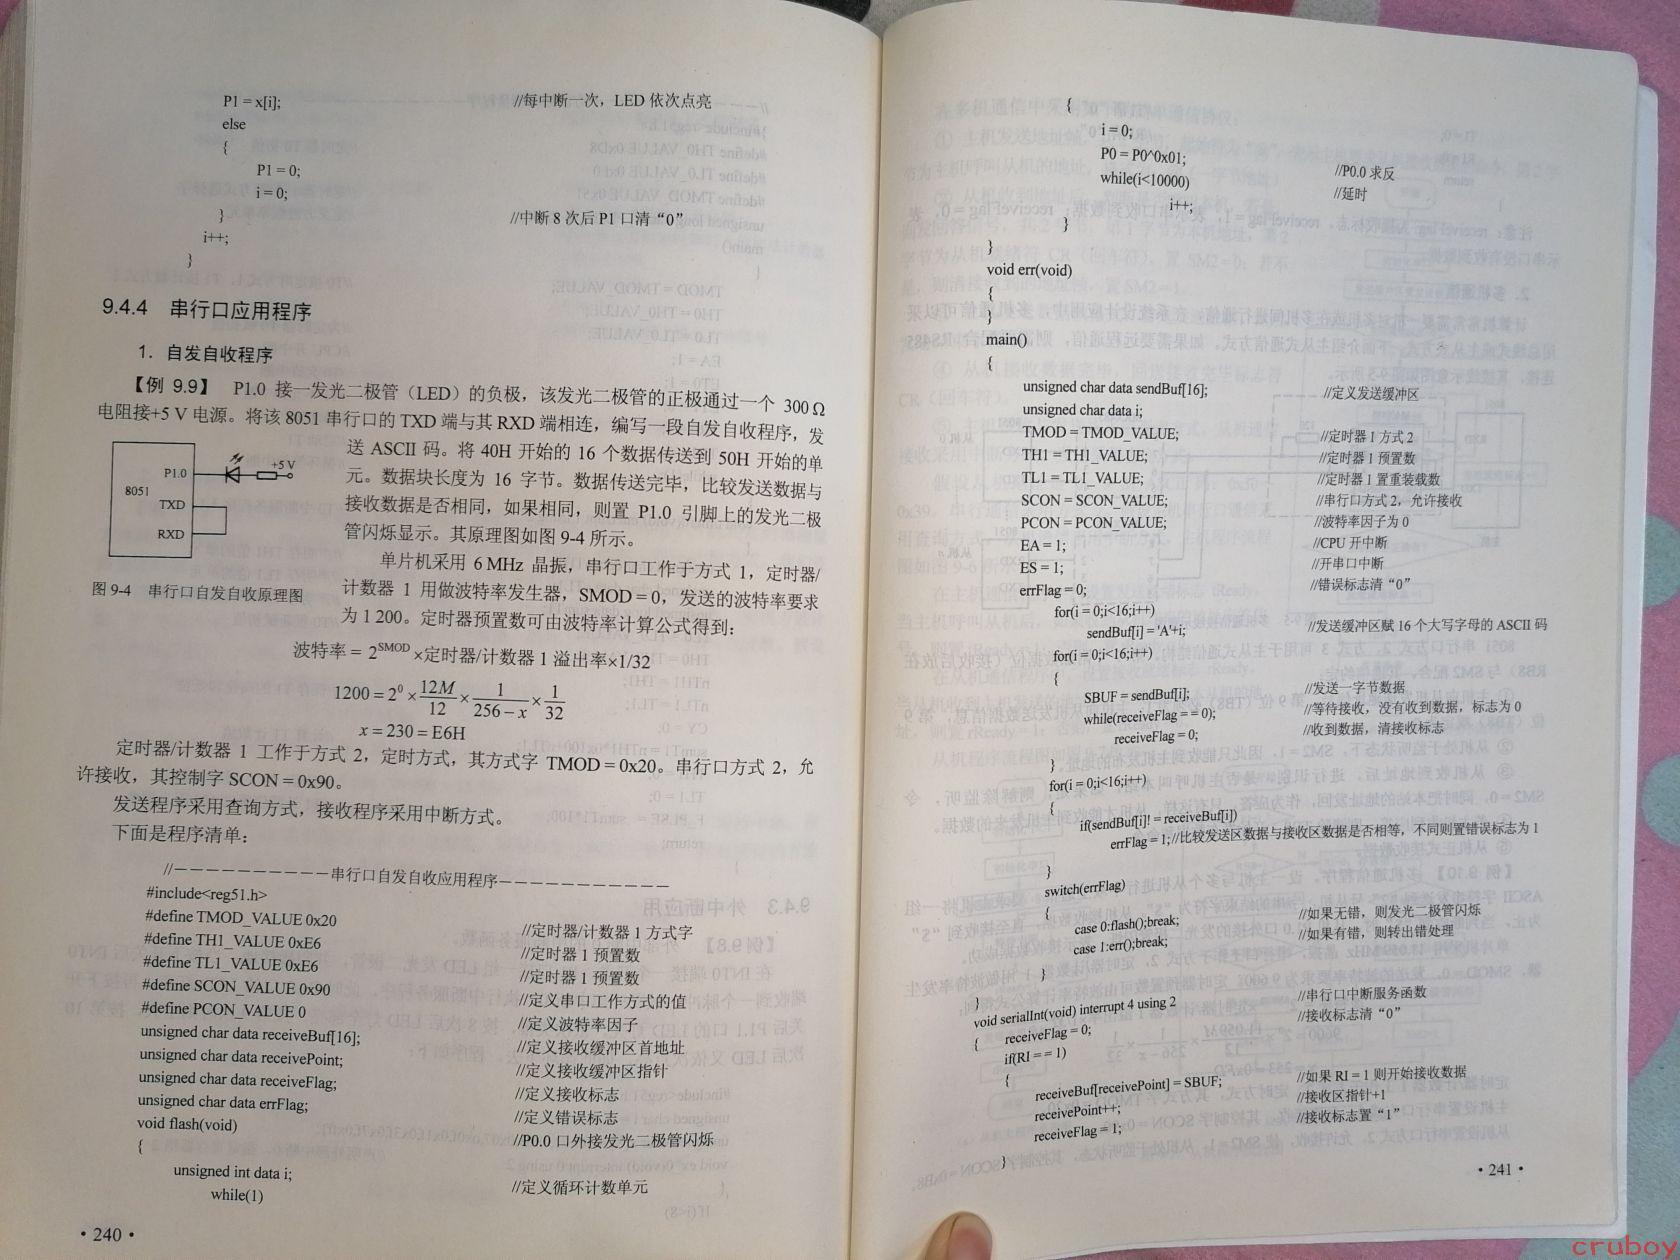 P1 = x[i]; //每中断一次，LED 依次点亮
else
{
P1 = 0;
i = 0;
} //中断 8 次后 P1 口清“0”
i++;
}
9.4.4 串行口应用程序
1．自发自收程序
【例 9.9】 P1.0 接一发光二极管（LED）的负极，该发光二极管的正极通过一个 300 Ω
电阻接+5 V 电源。将该 8051 串行口的 TXD 端与其 RXD 端相连，编写一段自发自收程序，发
送 ASCII 码。将 40H 开始的 16 个数据传送到 50H 开始的单
元。数据块长度为 16 字节。数据传送完毕，比较发送数据与
接收数据是否相同，如果相同，则置 P1.0 引脚上的发光二极
管闪烁显示。其原理图如图 9-4 所示。
P1.0
+5 V
8051
TXD
RXD
图 9-4 串行口自发自收原理图
单片机采用 6 MHz 晶振，串行口工作于方式 1，定时器/
计数器 1 用做波特率发生器，SMOD = 0，发送的波特率要求
为 1 200。定时器预置数可由波特率计算公式得到：
波特率 = 2^SMOD ×定时器/计数器 1 溢出率×1/32
1200 = 2^0 × 12M/12 × 1/(256 − x) × 1/32
x = 230 = E6H
定时器/计数器 1 工作于方式 2，定时方式，其方式字 TMOD = 0x20。串行口方式 2，允
许接收，其控制字 SCON = 0x90。
发送程序采用查询方式，接收程序采用中断方式。
下面是程序清单：
//－－－－－－－－－－串行口自发自收应用程序－－－－－－－－－－－
#include<reg51.h>
#define TMOD_VALUE 0x20 //定时器/计数器 1 方式字
#define TH1_VALUE 0xE6 //定时器 1 预置数
#define TL1_VALUE 0xE6 //定时器 1 预置数
#define SCON_VALUE 0x90 //定义串口工作方式的值
#define PCON_VALUE 0 //定义波特率因子
unsigned char data receiveBuf[16]; //定义接收缓冲区首地址
unsigned char data receivePoint; //定义接收缓冲区指针
unsigned char data receiveFlag; //定义接收标志
unsigned char data errFlag; //定义错误标志
void flash(void) //P0.0 口外接发光二极管闪烁
{
unsigned int data i; //定义循环计数单元
while(1)
· 240 ·
{
i = 0;
P0 = P0^0x01; //P0.0 求反
while(i<10000) //延时
i++;
}
}
void err(void)
{
}
main()
{
unsigned char data sendBuf[16]; //定义发送缓冲区
unsigned char data i;
TMOD = TMOD_VALUE; //定时器 1 方式 2
TH1 = TH1_VALUE; //定时器 1 预置数
TL1 = TL1_VALUE; //定时器 1 置重装载数
SCON = SCON_VALUE; //串行口方式 2，允许接收
PCON = PCON_VALUE; //波特率因子为 0
EA = 1; //CPU 开中断
ES = 1; //开串口中断
errFlag = 0; //错误标志清“0”
for(i = 0;i<16;i++)
sendBuf[i] = 'A'+i; //发送缓冲区赋 16 个大写字母的 ASCII 码
for(i = 0;i<16;i++)
{
SBUF = sendBuf[i]; //发送一字节数据
while(receiveFlag = = 0); //等待接收，没有收到数据，标志为 0
receiveFlag = 0; //收到数据，清接收标志
}
for(i = 0;i<16;i++)
{
if(sendBuf[i]! = receiveBuf[i])
errFlag = 1;//比较发送区数据与接收区数据是否相等，不同则置错误标志为 1
}
switch(errFlag)
{
case 0:flash();break; //如果无错，则发光二极管闪烁
case 1:err();break; //如果有错，则转出错处理
}
}
void serialInt(void) interrupt 4 using 2 //串行口中断服务函数
{ receiveFlag = 0; //接收标志清“0”
if(RI = = 1)
{
receiveBuf[receivePoint] = SBUF; //如果 RI = 1 则开始接收数据
receivePoint++; //接收区指针+1
receiveFlag = 1; //接收标志置“1”
}
· 241 ·
cruboy